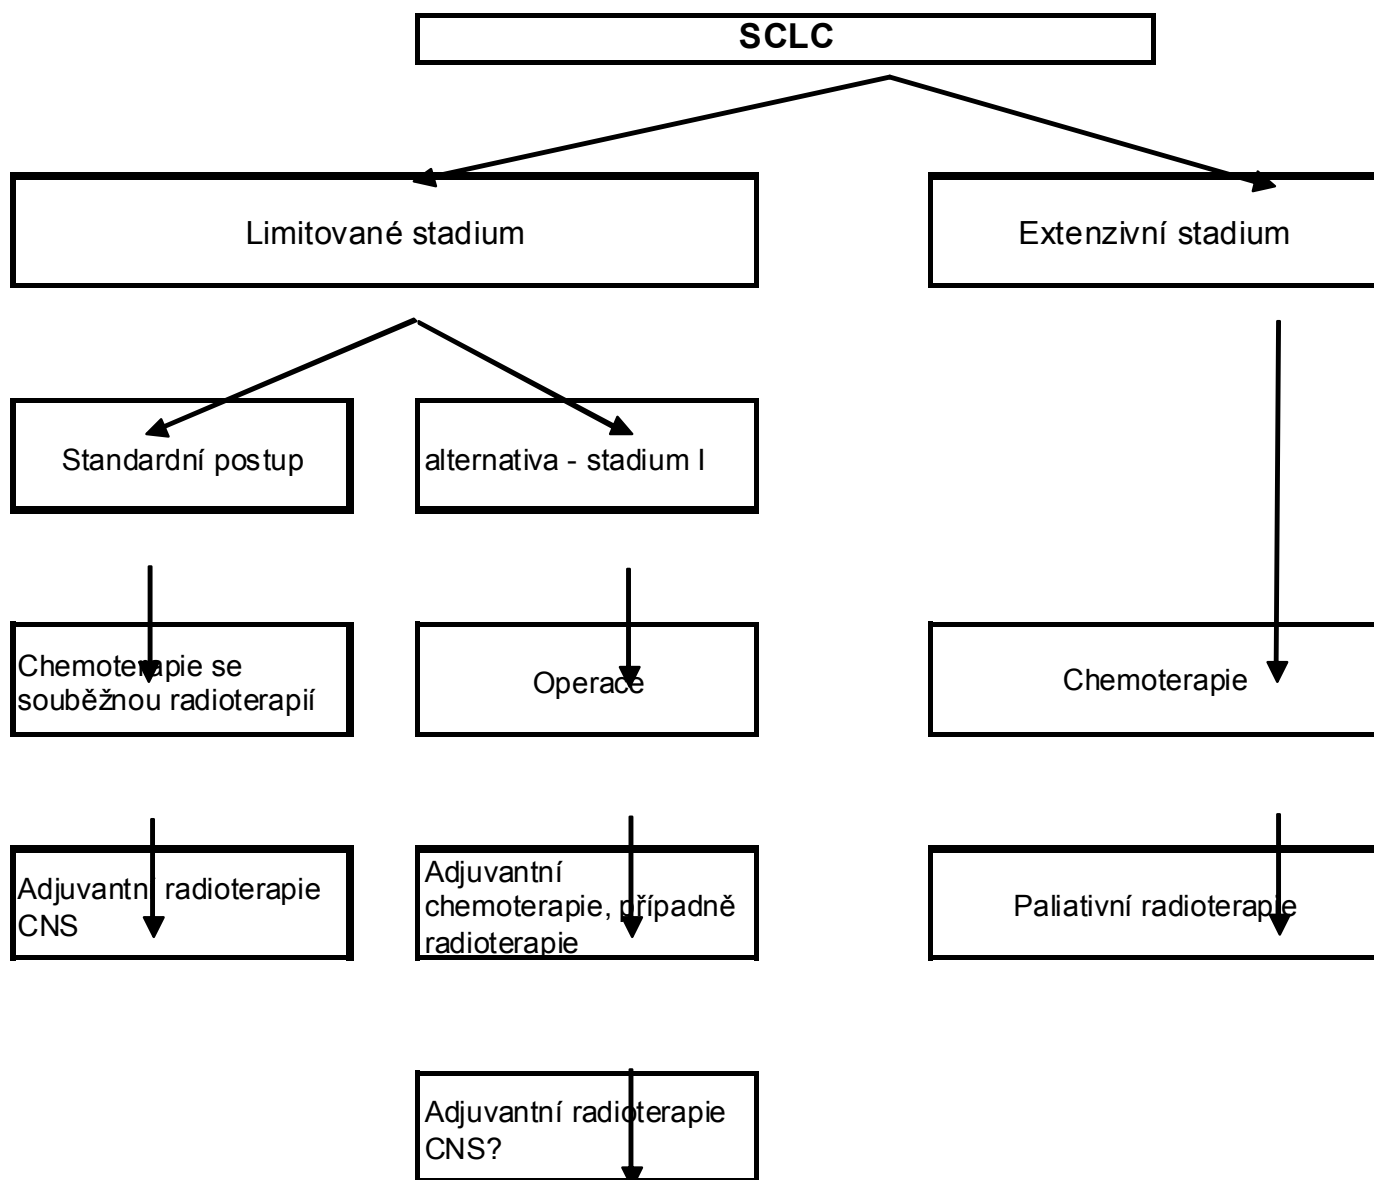 SCLC
Limitované stadium
Extenzivní stadium
Standardní postup
alternativa - stadium I
Chemoterapie se
souběžnou radioterapií
Operace
Chemoterapie
Adjuvantní radioterapie
CNS
Adjuvantní
chemoterapie, případně
radioterapie
Paliativní radioterapie
Adjuvantní radioterapie
CNS?